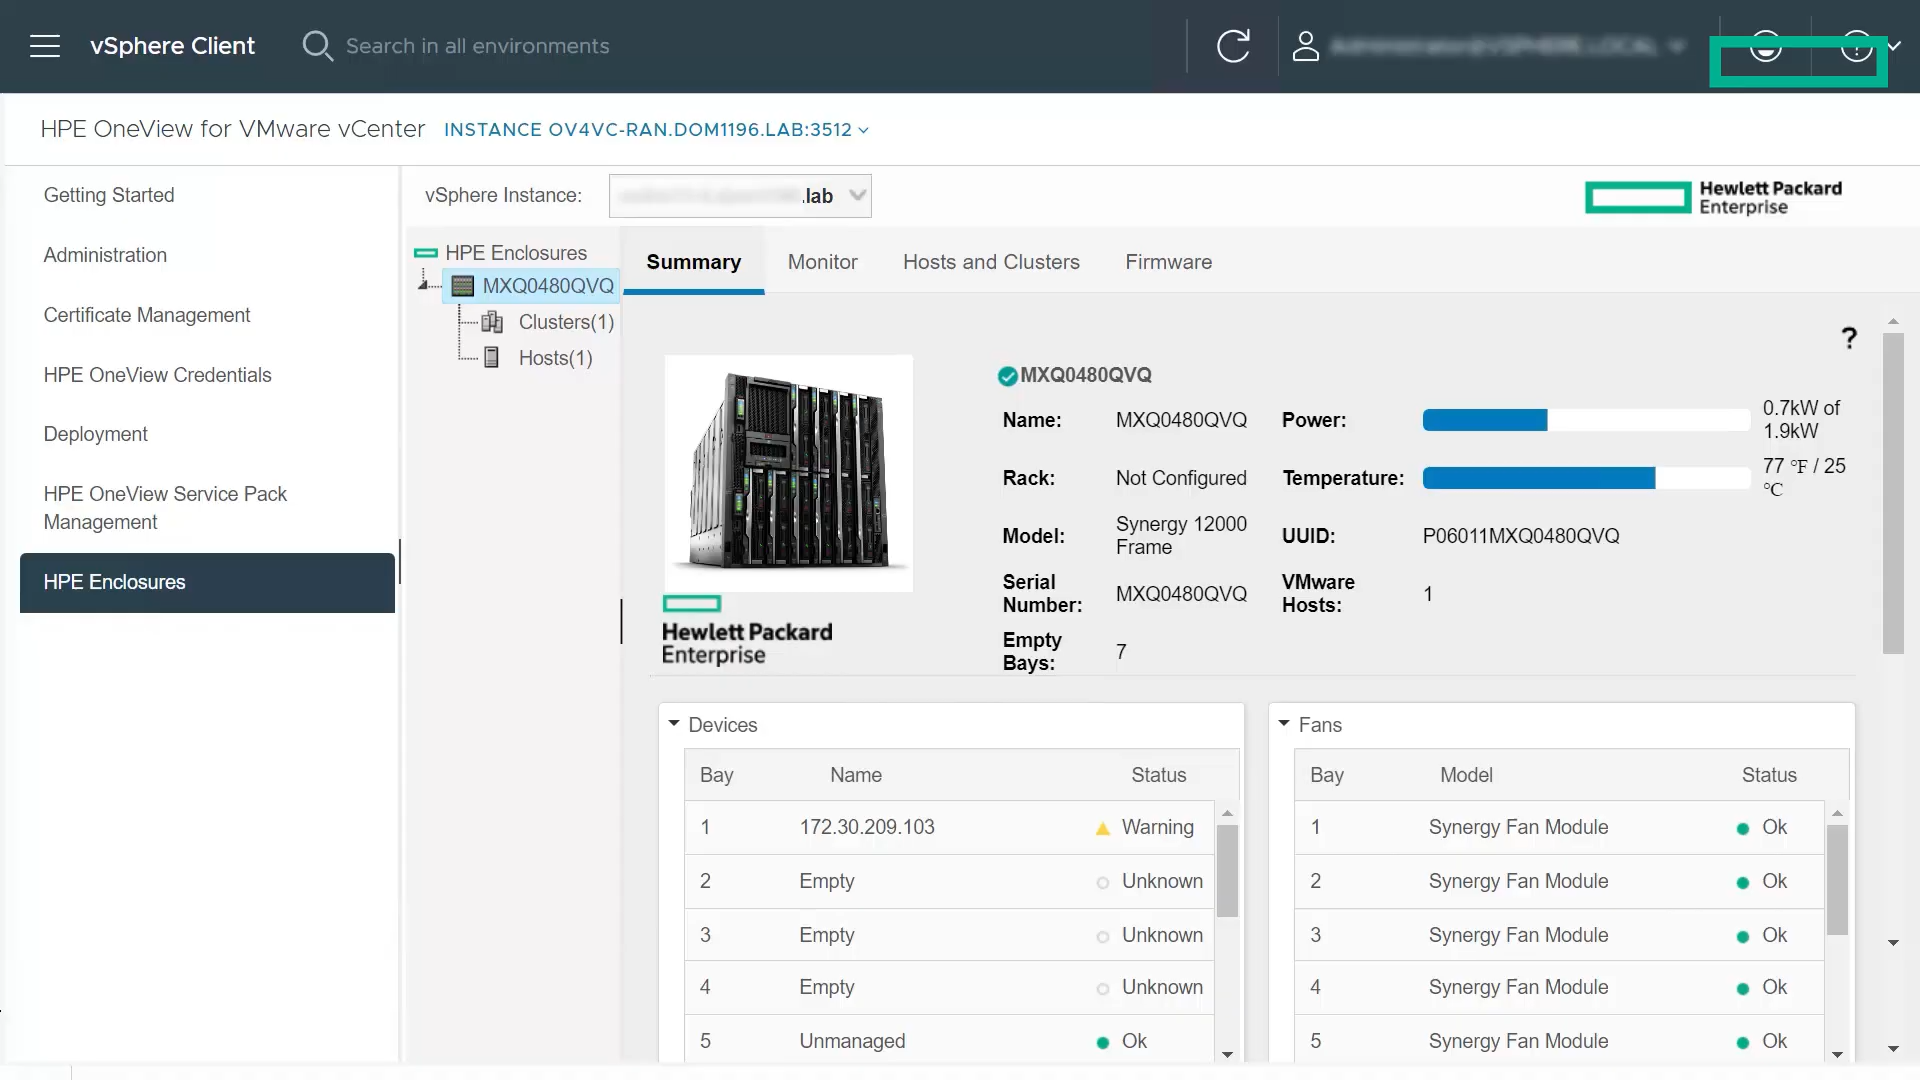 vSphere Client
Search in all environments
HPE OneView for VMware vCenter
INSTANCE OV4VC-RAN.DOM1196.LAB:3512
Getting Started
Administration
Certificate Management
HPE OneView Credentials
Deployment
HPE OneView Service Pack
Management
HPE Enclosures
vSphere Instance:
.lab
Hewlett Packard
Enterprise
HPE Enclosures
MXQ0480QVQ
Clusters(1)
Hosts(1)
Summary
Monitor
Hosts and Clusters
Firmware
?
Hewlett Packard
Enterprise
MXQ0480QVQ
Name: MXQ0480QVQ
Power: 0.7kW of
1.9kW
Rack: Not Configured
Temperature: 77 °F / 25
°C
Model: Synergy 12000
Frame
UUID: P06011MXQ0480QVQ
Serial
Number: MXQ0480QVQ
VMware
Hosts: 1
Empty
Bays: 7
Devices
Bay Name Status
1 172.30.209.103 Warning
2 Empty Unknown
3 Empty Unknown
4 Empty Unknown
5 Unmanaged Ok
Fans
Bay Model Status
1 Synergy Fan Module Ok
2 Synergy Fan Module Ok
3 Synergy Fan Module Ok
4 Synergy Fan Module Ok
5 Synergy Fan Module Ok